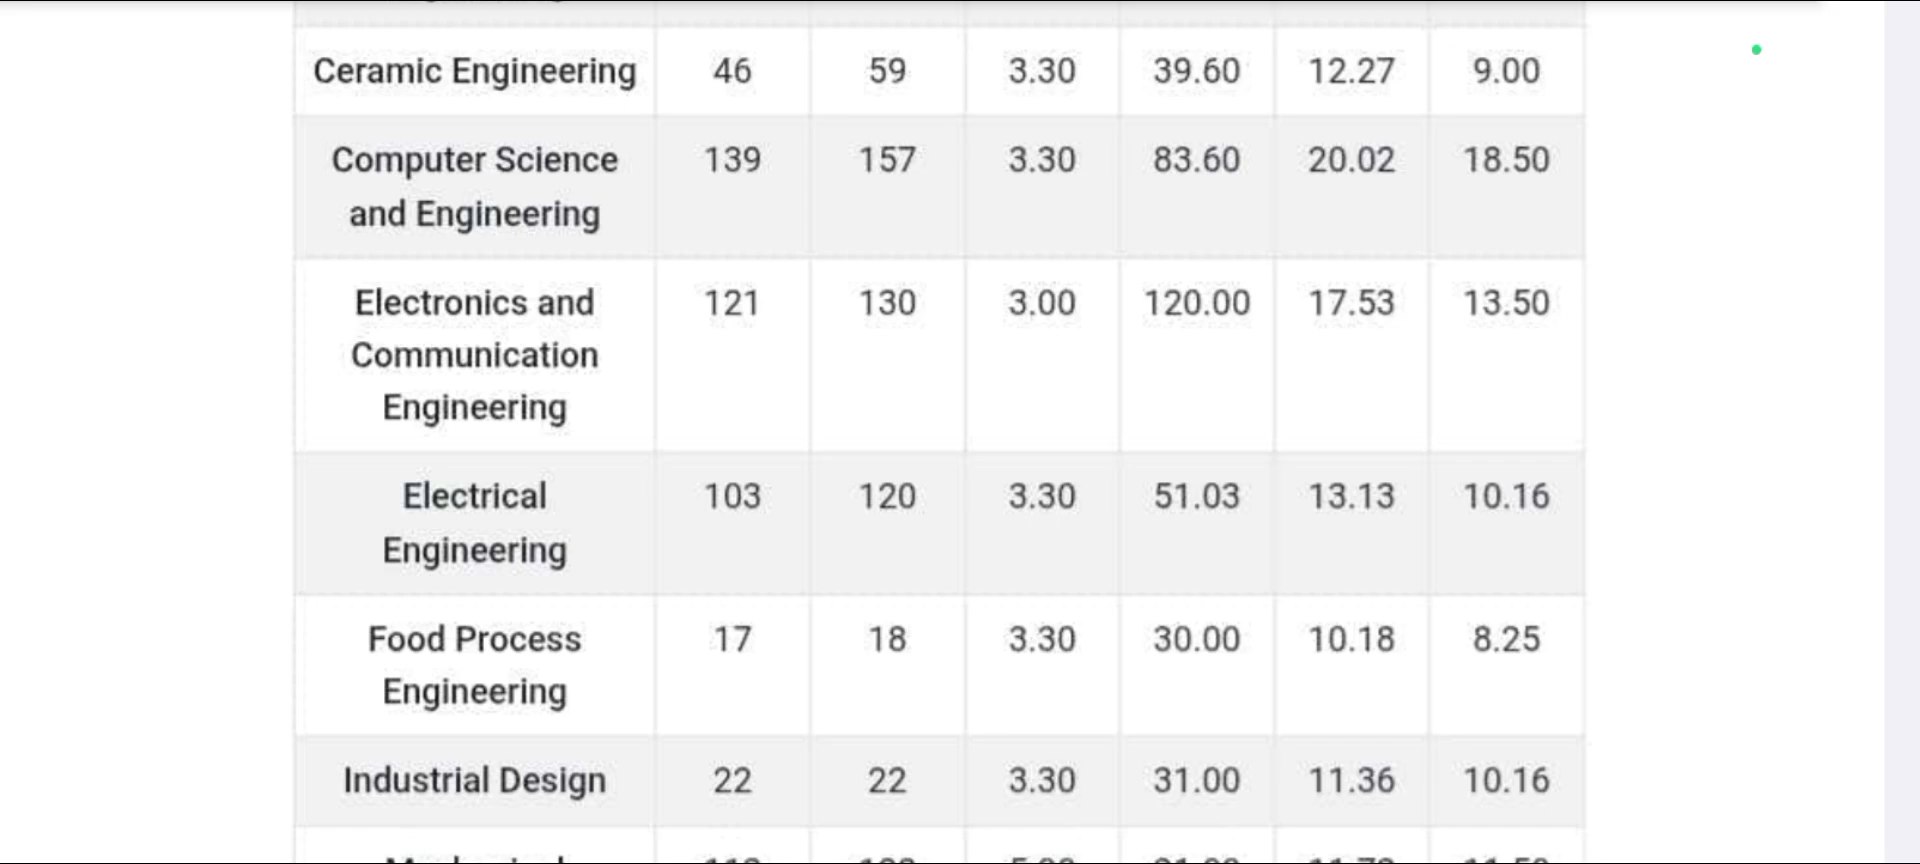 Ceramic Engineering 46 59 3.30 39.60 12.27 9.00
Computer Science 139 157 3.30 83.60 20.02 18.50
and Engineering
Electronics and 121 130 3.00 120.00 17.53 13.50
Communication
Engineering
Electrical 103 120 3.30 51.03 13.13 10.16
Engineering
Food Process 17 18 3.30 30.00 10.18 8.25
Engineering
Industrial Design 22 22 3.30 31.00 11.36 10.16